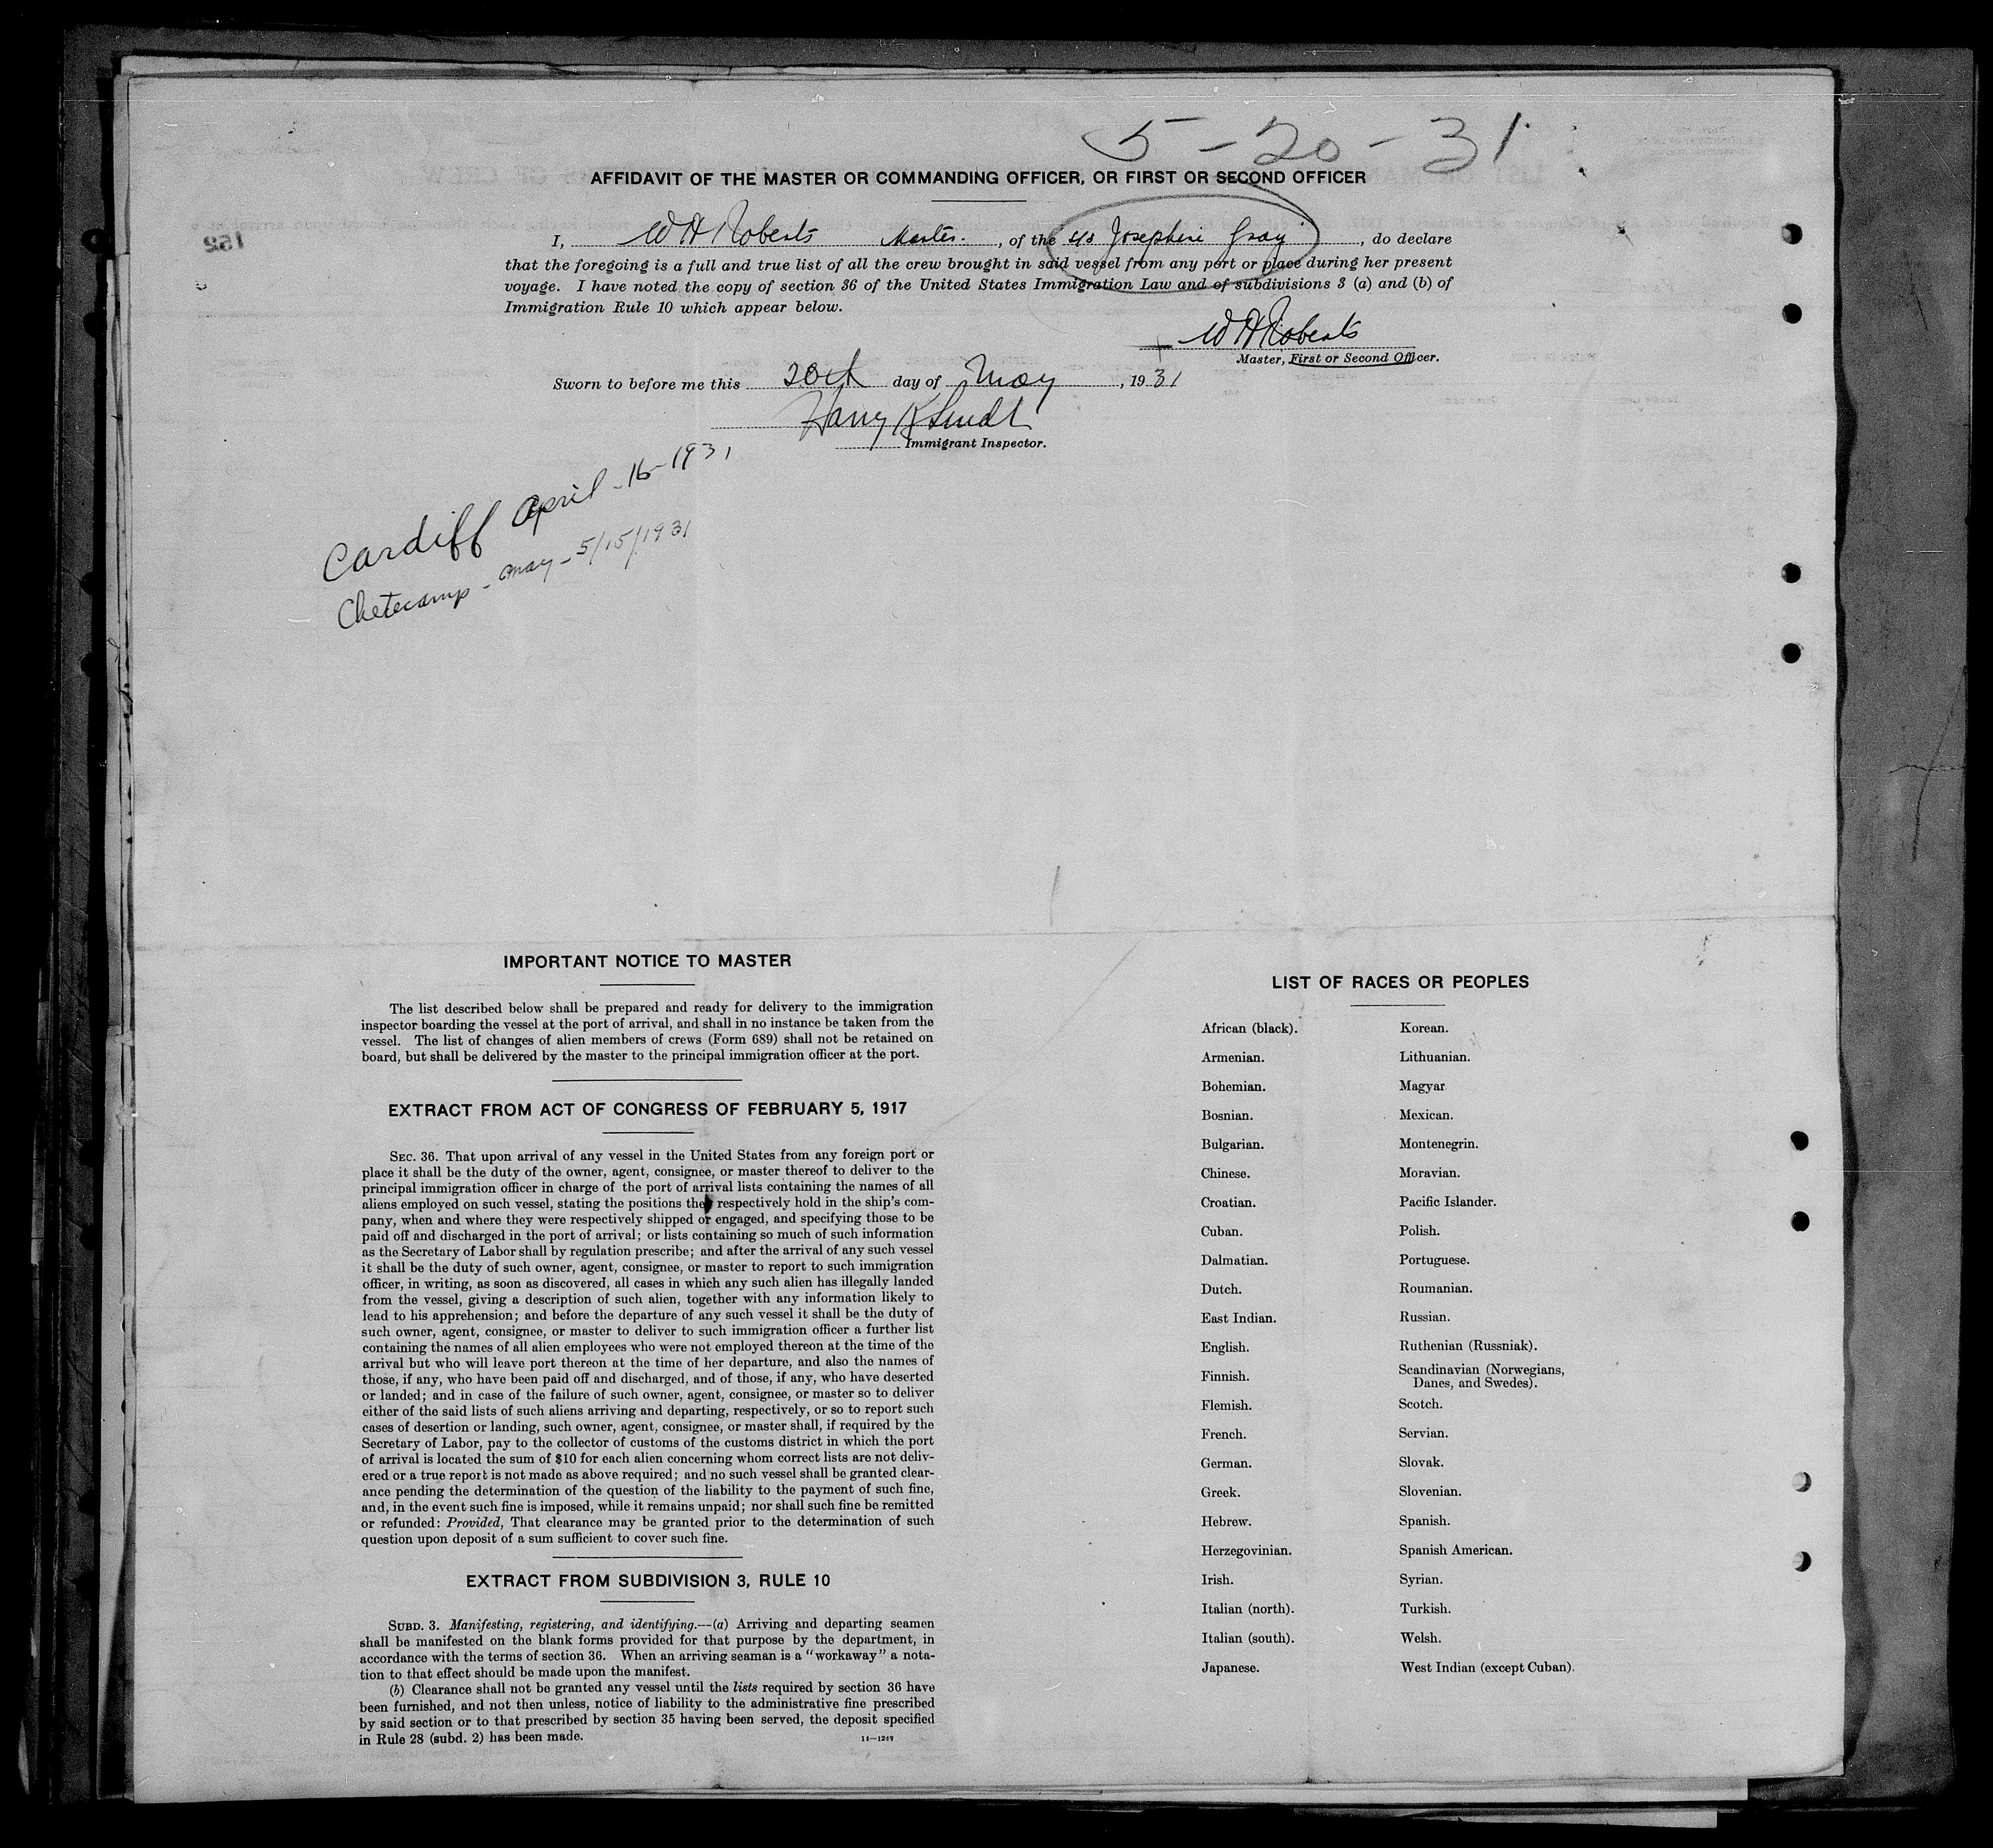 5-20-31
AFFIDAVIT OF THE MASTER OR COMMANDING OFFICER, OR FIRST OR SECOND OFFICER
I, W H Roberts Master, of the SS Josephine Gray, do declare
that the foregoing is a full and true list of all the crew brought in said vessel from any port or place during her present
voyage. I have noted the copy of section 36 of the United States Immigration Law and of subdivisions 3 (a) and (b) of
Immigration Rule 10 which appear below.
W H Roberts
Master, First or Second Officer.
Sworn to before me this 20th day of May, 1931
Harry K
Immigrant Inspector.
Cardiff April-16-1931
Chetecamp - may - 5/15/1931
IMPORTANT NOTICE TO MASTER
The list described below shall be prepared and ready for delivery to the immigration
inspector boarding the vessel at the port of arrival, and shall in no instance be taken from the
vessel. The list of changes of alien members of crews (Form 689) shall not be retained on
board, but shall be delivered by the master to the principal immigration officer at the port.
EXTRACT FROM ACT OF CONGRESS OF FEBRUARY 5, 1917
SEC. 36. That upon arrival of any vessel in the United States from any foreign port or
place it shall be the duty of the owner, agent, consignee, or master thereof to deliver to the
principal immigration officer in charge of the port of arrival lists containing the names of all
aliens employed on such vessel, stating the positions they respectively hold in the ship's com-
pany, when and where they were respectively shipped or engaged, and specifying those to be
paid off and discharged in the port of arrival; or lists containing so much of such information
as the Secretary of Labor shall by regulation prescribe; and after the arrival of any such vessel
it shall be the duty of such owner, agent, consignee, or master to report to such immigration
officer, in writing, as soon as discovered, all cases in which any such alien has illegally landed
from the vessel, giving a description of such alien, together with any information likely to
lead to his apprehension; and before the departure of any such vessel it shall be the duty of
such owner, agent, consignee, or master to deliver to such immigration officer a further list
containing the names of all alien employees who were not employed thereon at the time of the
arrival but who will leave port thereon at the time of her departure, and also the names of
those, if any, who have been paid off and discharged, and of those, if any, who have deserted
or landed; and in case of the failure of such owner, agent, consignee, or master so to deliver
either of the said lists of such aliens arriving and departing, respectively, or so to report such
cases of desertion or landing, such owner, agent, consignee, or master shall, if required by the
Secretary of Labor, pay to the collector of customs of the customs district in which the port
of arrival is located the sum of $10 for each alien concerning whom correct lists are not deliv-
ered or a true report is not made as above required; and no such vessel shall be granted clear-
ance pending the determination of the question of the liability to the payment of such fine,
and, in the event such fine is imposed, while it remains unpaid; nor shall such fine be remitted
or refunded: Provided, That clearance may be granted prior to the determination of such
question upon deposit of a sum sufficient to cover such fine.
EXTRACT FROM SUBDIVISION 3, RULE 10
SUBD. 3. Manifesting, registering, and identifying.—(a) Arriving and departing seamen
shall be manifested on the blank forms provided for that purpose by the department, in
accordance with the terms of section 36. When an arriving seaman is a "workaway" a nota-
tion to that effect should be made upon the manifest.
(b) Clearance shall not be granted any vessel until the lists required by section 36 have
been furnished, and not then unless, notice of liability to the administrative fine prescribed
by said section or to that prescribed by section 35 having been served, the deposit specified
in Rule 28 (subd. 2) has been made.
14—1249
LIST OF RACES OR PEOPLES
African (black).
Armenian.
Bohemian.
Bosnian.
Bulgarian.
Chinese.
Croatian.
Cuban.
Dalmatian.
Dutch.
East Indian.
English.
Finnish.
Flemish.
French.
German.
Greek.
Hebrew.
Herzegovinian.
Irish.
Italian (north).
Italian (south).
Japanese.
Korean.
Lithuanian.
Magyar
Mexican.
Montenegrin.
Moravian.
Pacific Islander.
Polish.
Portuguese.
Roumanian.
Russian.
Ruthenian (Russniak).
Scandinavian (Norwegians,
Danes, and Swedes).
Scotch.
Servian.
Slovak.
Slovenian.
Spanish.
Spanish American.
Syrian.
Turkish.
Welsh.
West Indian (except Cuban).